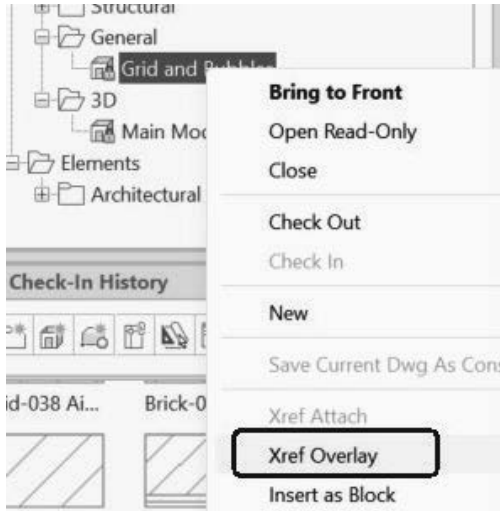 Structural
General
Grid and Bubbles
3D
Main Mod
Elements
Architectural
Bring to Front
Open Read-Only
Close
Check Out
Check In
New
Save Current Dwg As Cons
Xref Attach
Xref Overlay
Insert as Block
Check-In History
id-038 Ai...
Brick-0